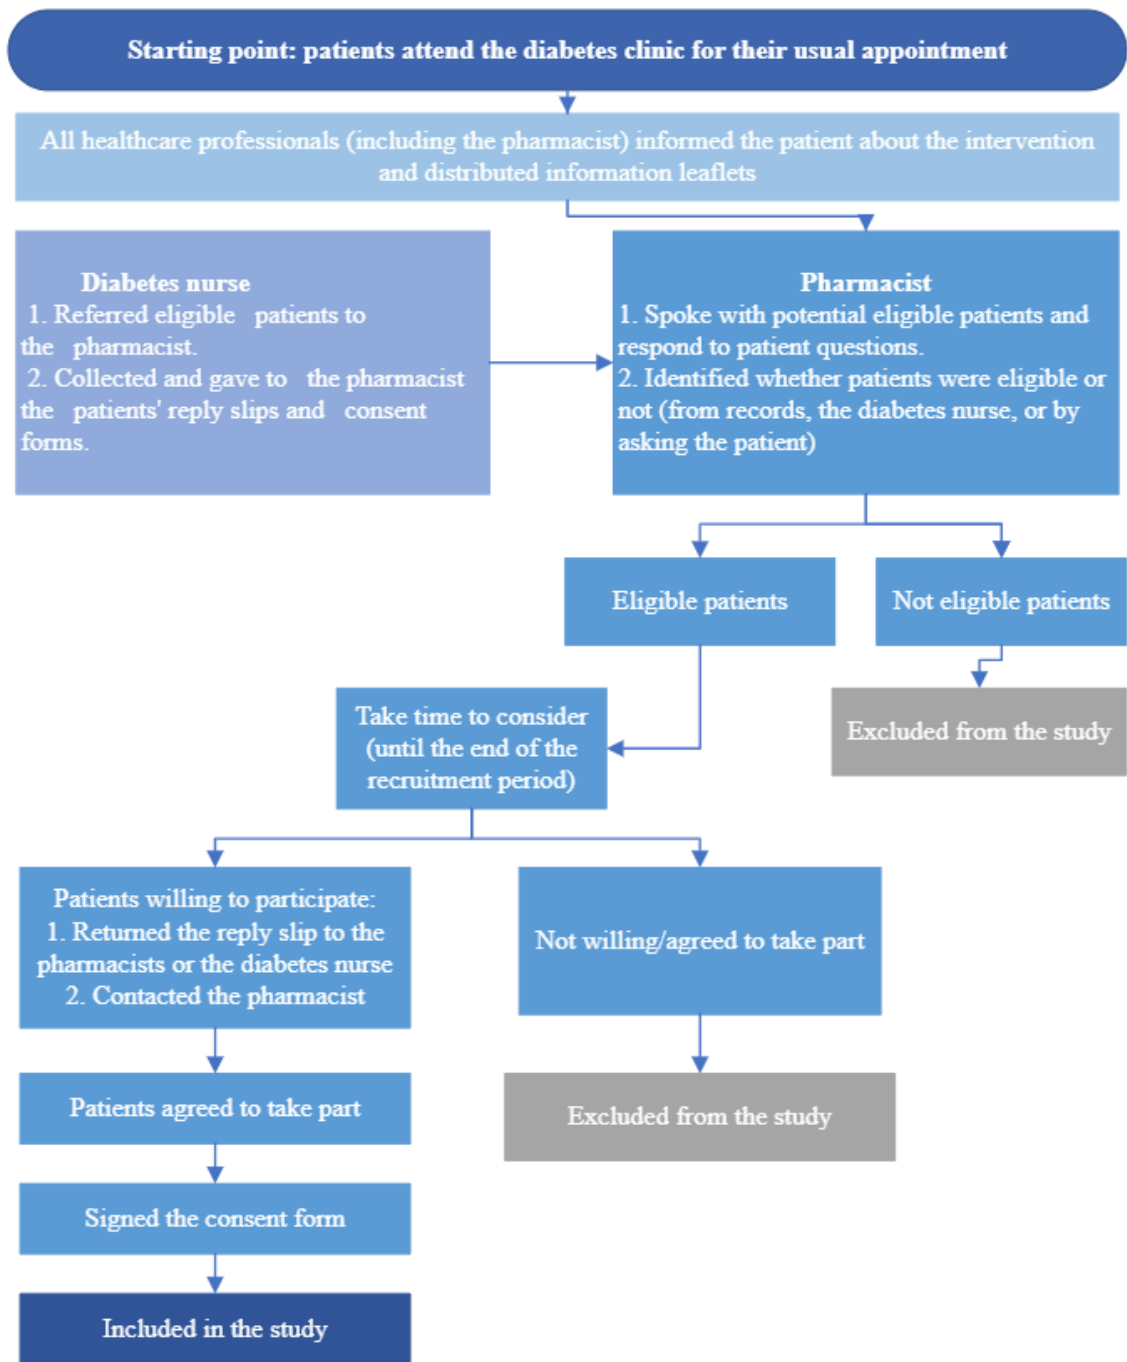 Starting point: patients attend the diabetes clinic for their usual appointment
All healthcare professionals (including the pharmacist) informed the patient about the intervention
and distributed information leaflets
Diabetes nurse
1. Referred eligible patients to
the pharmacist.
2. Collected and gave to the pharmacist
the patients' reply slips and consent
forms.
Pharmacist
1. Spoke with potential eligible patients and
respond to patient questions.
2. Identified whether patients were eligible or
not (from records, the diabetes nurse, or by
asking the patient)
Eligible patients
Not eligible patients
Take time to consider
(until the end of the
recruitment period)
Excluded from the study
Patients willing to participate:
1. Returned the reply slip to the
pharmacists or the diabetes nurse
2. Contacted the pharmacist
Not willing/agreed to take part
Patients agreed to take part
Excluded from the study
Signed the consent form
Included in the study